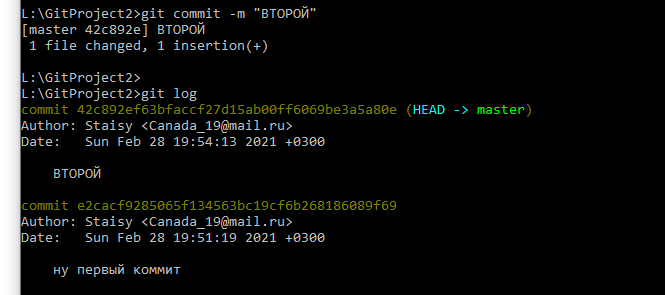 L:\GitProject2>git commit -m "ВТОРОЙ"
[master 42c892e] ВТОРОЙ
 1 file changed, 1 insertion(+)
L:\GitProject2>
L:\GitProject2>git log
commit 42c892ef63bfaccf27d15ab00ff6069be3a5a80e (HEAD -> master)
Author: Staisy <Canada_19@mail.ru>
Date:   Sun Feb 28 19:54:13 2021 +0300
    ВТОРОЙ
commit e2cacf9285065f134563bc19cf6b268186089f69
Author: Staisy <Canada_19@mail.ru>
Date:   Sun Feb 28 19:51:19 2021 +0300
    ну первый коммит